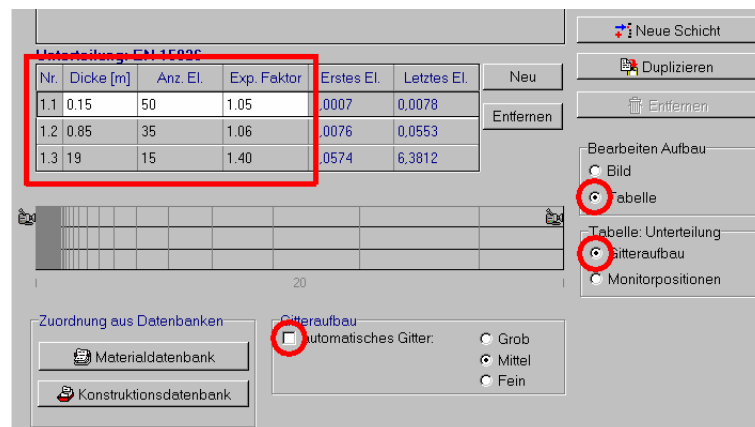 Unterteilung: EN 15026
Nr. Dicke [m] Anz. El. Exp. Faktor Erstes El. Letztes El.
1.1 0.15 50 1.05 ,0007 0,0078
1.2 0.85 35 1.06 ,0076 0,0553
1.3 19 15 1.40 ,0574 6,3812
Neu
Entfernen
20
Zuordnung aus Datenbanken
Materialdatenbank
Konstruktionsdatenbank
Gitteraufbau
automatisches Gitter:
Grob
Mittel
Fein
Neue Schicht
Duplizieren
Entfernen
Bearbeiten Aufbau
Bild
Tabelle
Tabelle: Unterteilung
Gitteraufbau
Monitorpositionen